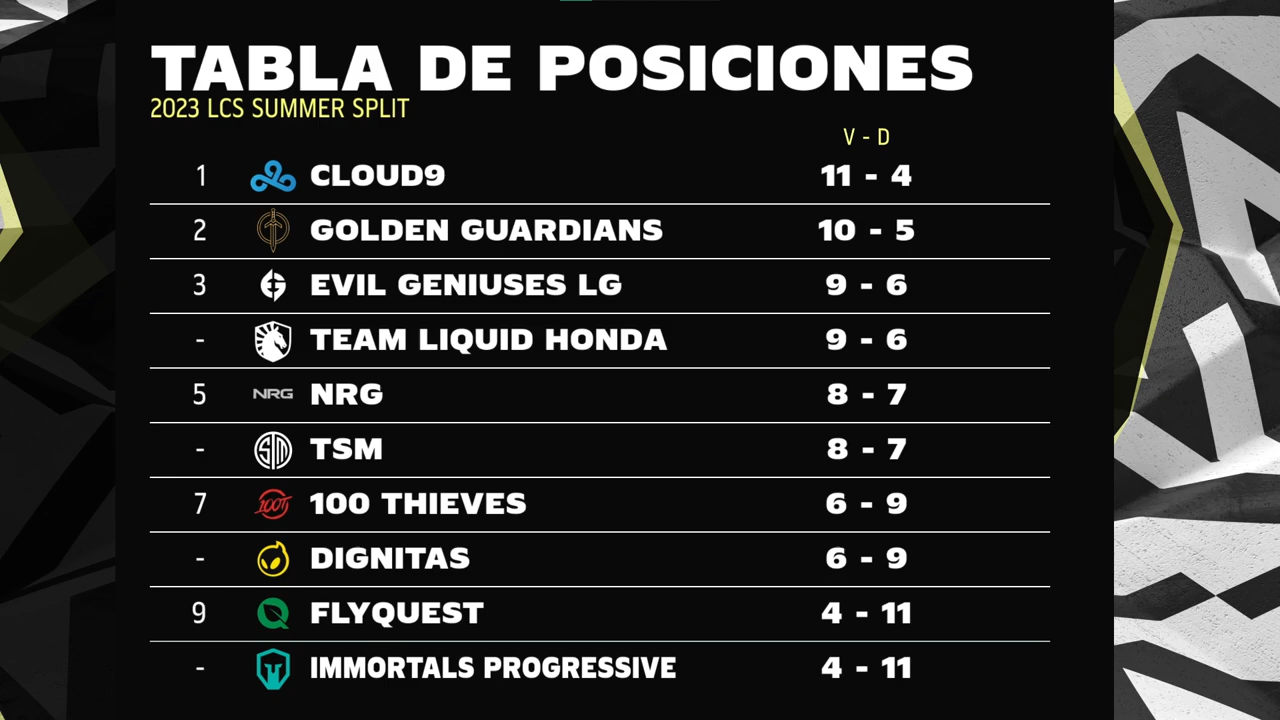 TABLA DE POSICIONES
2023 LCS SUMMER SPLIT
V - D
1 CLOUD9 11 - 4
2 GOLDEN GUARDIANS 10 - 5
3 EVIL GENIUSES LG 9 - 6
- TEAM LIQUID HONDA 9 - 6
5 NRG NRG 8 - 7
- TSM TSM 8 - 7
7 100T 100 THIEVES 6 - 9
- DIGNITAS 6 - 9
9 FLYQUEST 4 - 11
- IMMORTALS PROGRESSIVE 4 - 11